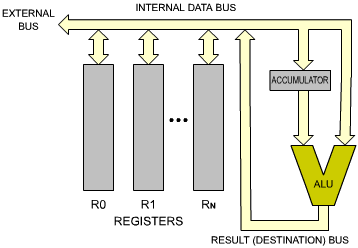 INTERNAL DATA BUS
EXTERNAL
BUS
ACCUMULATOR
ALU
R0 R1 RN
REGISTERS
RESULT (DESTINATION) BUS